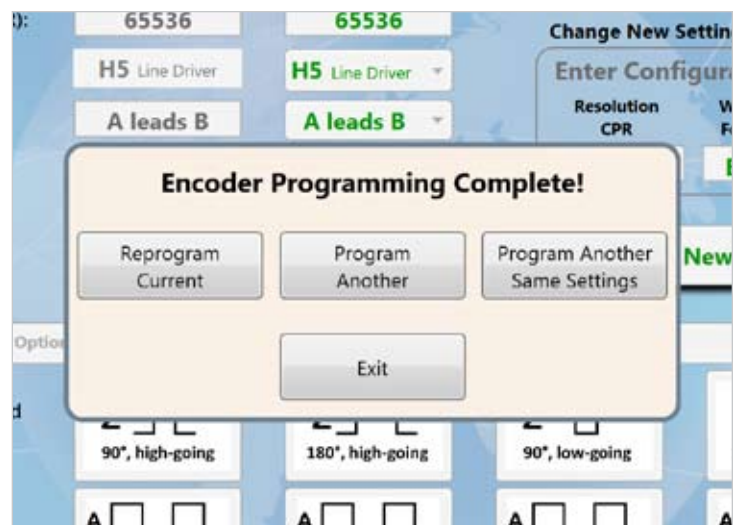 ):
65536
65536
Change New Settin
H5 Line Driver
H5 Line Driver
Enter Configur
A leads B
A leads B
Resolution
CPR
W
F
Encoder Programming Complete!
Reprogram
Current
Program
Another
Program Another
Same Settings
New
Exit
Option
d
Z
Z
Z
90°, high-going
180°, high-going
90°, low-going
A
A
A
A